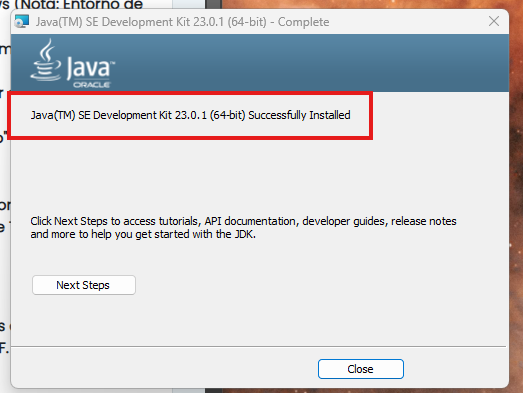 s (Nota: Entorno de
Java(TM) SE Development Kit 23.0.1 (64-bit) - Complete
Java™
ORACLE
Java(TM) SE Development Kit 23.0.1 (64-bit) Successfully Installed
Click Next Steps to access tutorials, API documentation, developer guides, release notes
and more to help you get started with the JDK.
Next Steps
Close
F.